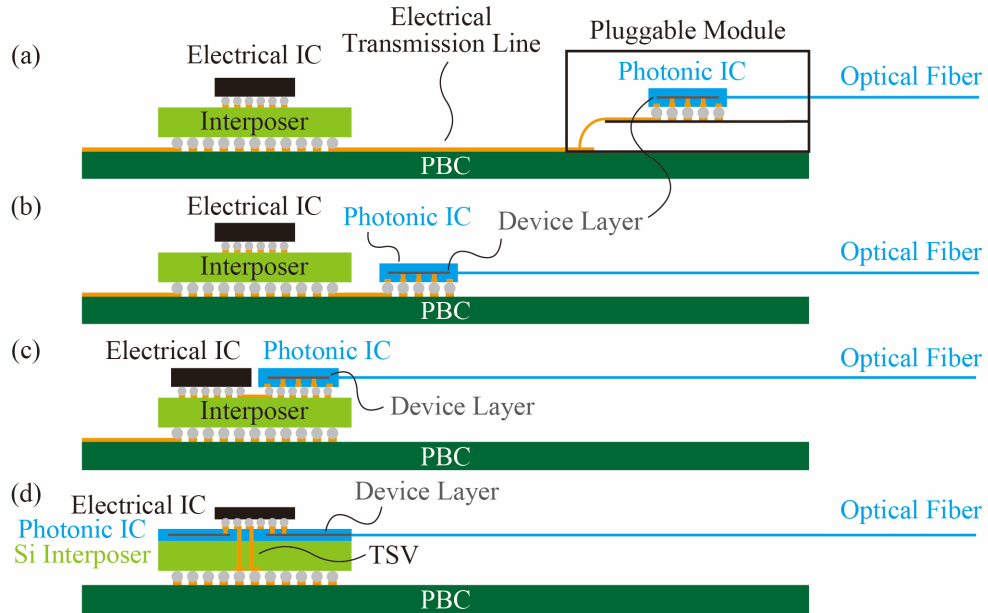 (a)
Electrical
Transmission Line
Electrical IC
Pluggable Module
Photonic IC
Optical Fiber
Interposer
PBC
(b)
Electrical IC
Photonic IC
Device Layer
Optical Fiber
Interposer
PBC
(c)
Electrical IC
Photonic IC
Optical Fiber
Device Layer
Interposer
PBC
(d)
Electrical IC
Device Layer
Optical Fiber
Photonic IC
Si Interposer
TSV
PBC